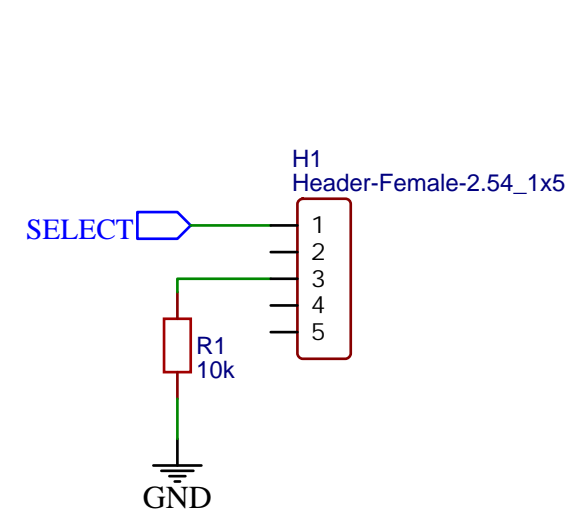 H1
Header-Female-2.54_1x5
SELECT
1
2
3
4
5
R1
10k
GND